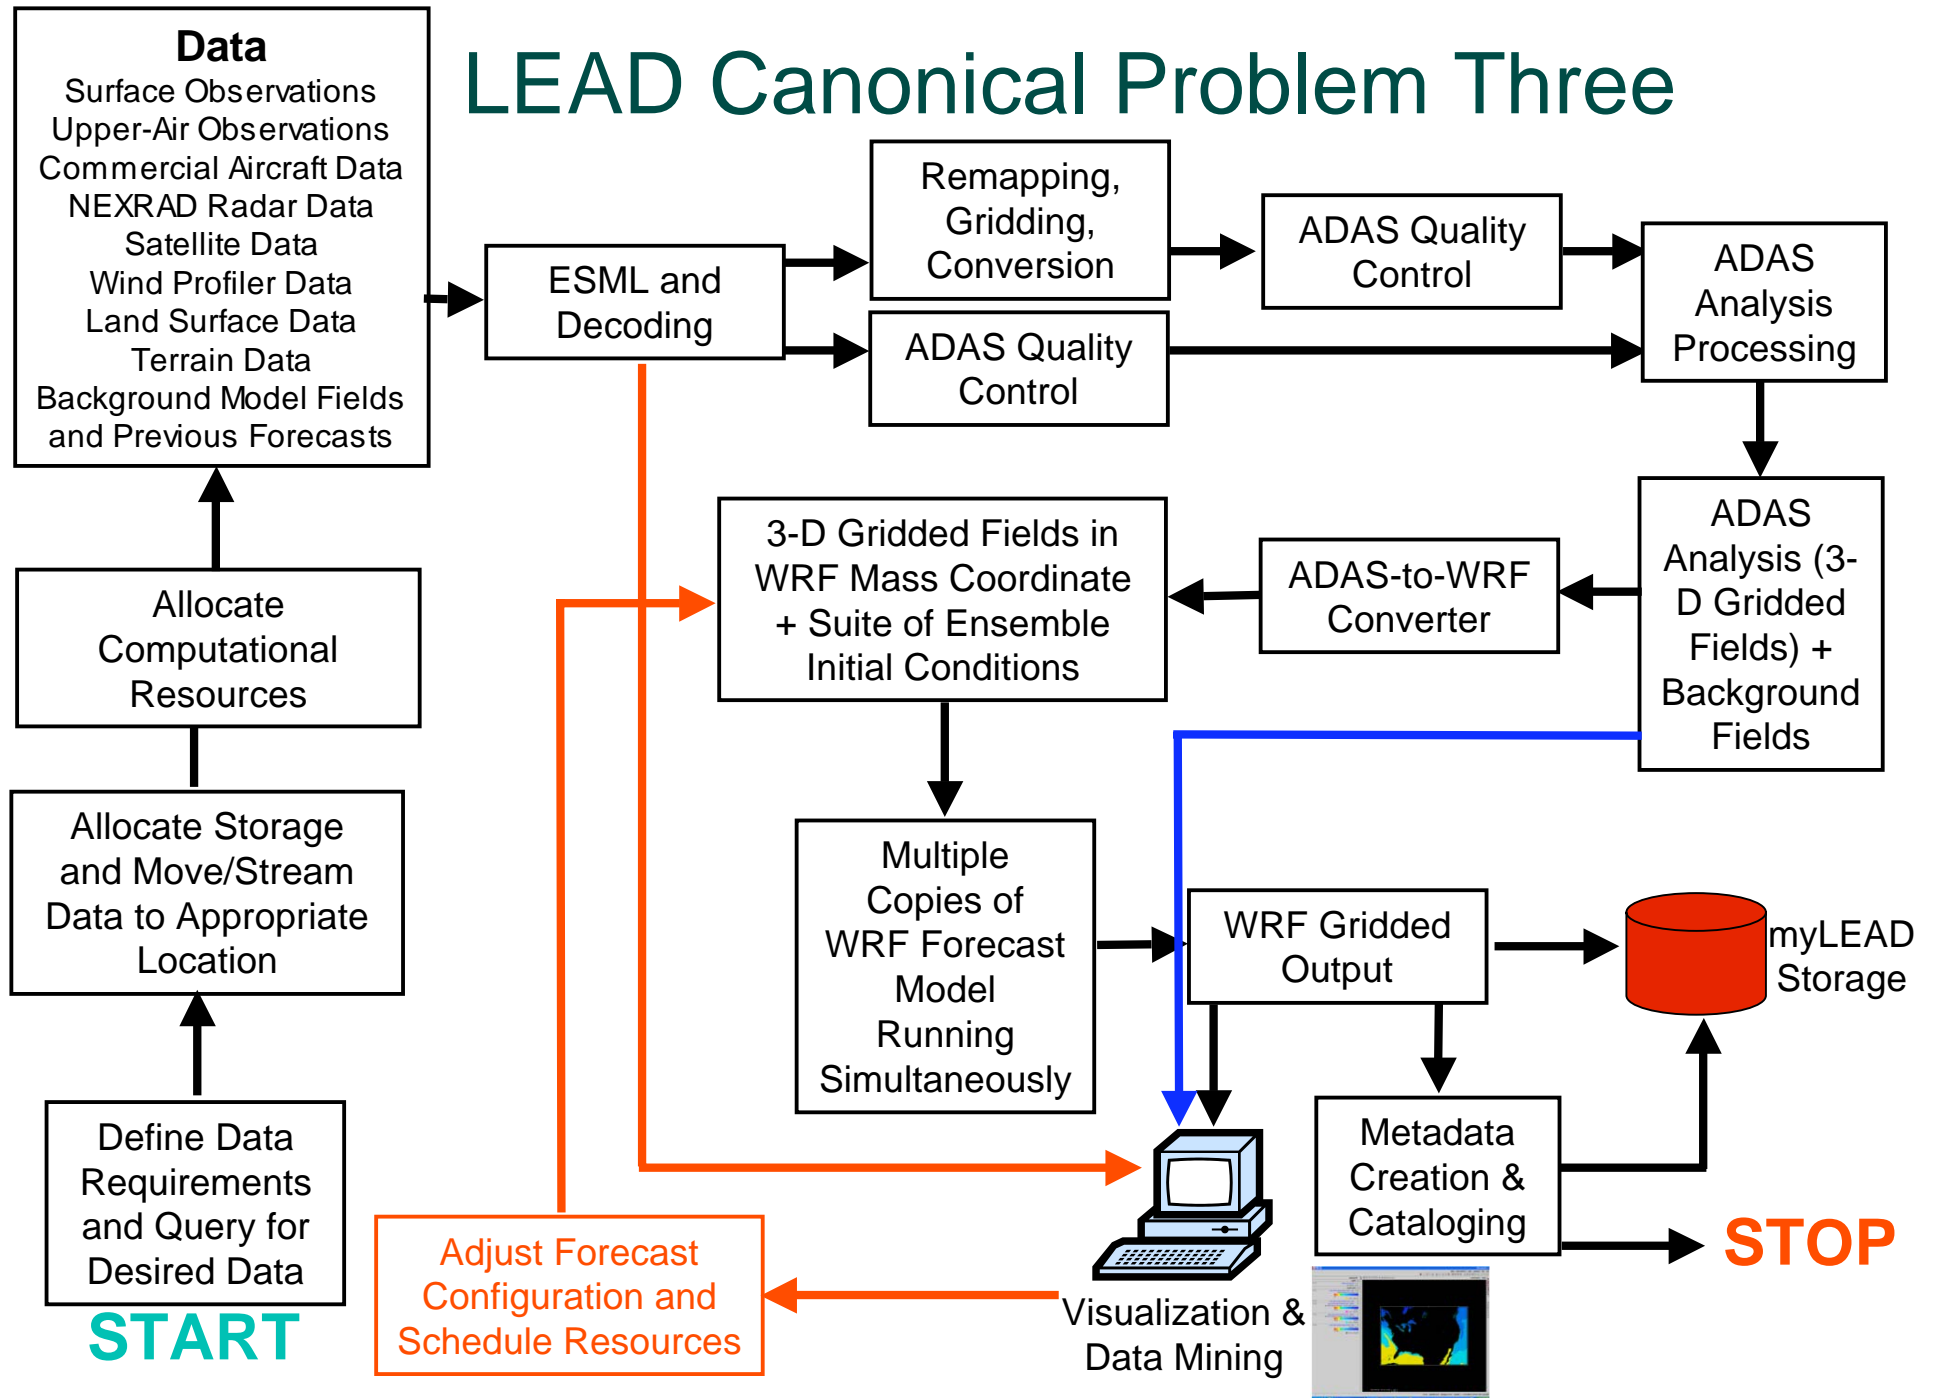 LEAD Canonical Problem Three
Data
Surface Observations
Upper-Air Observations
Commercial Aircraft Data
NEXRAD Radar Data
Satellite Data
Wind Profiler Data
Land Surface Data
Terrain Data
Background Model Fields
and Previous Forecasts
ESML and
Decoding
Remapping,
Gridding,
Conversion
ADAS Quality
Control
ADAS Quality
Control
ADAS
Analysis
Processing
Allocate
Computational
Resources
3-D Gridded Fields in
WRF Mass Coordinate
+ Suite of Ensemble
Initial Conditions
ADAS-to-WRF
Converter
ADAS
Analysis (3-
D Gridded
Fields) +
Background
Fields
Allocate Storage
and Move/Stream
Data to Appropriate
Location
Multiple
Copies of
WRF Forecast
Model
Running
Simultaneously
WRF Gridded
Output
myLEAD
Storage
Define Data
Requirements
and Query for
Desired Data
START
Adjust Forecast
Configuration and
Schedule Resources
Visualization &
Data Mining
Metadata
Creation &
Cataloging
STOP